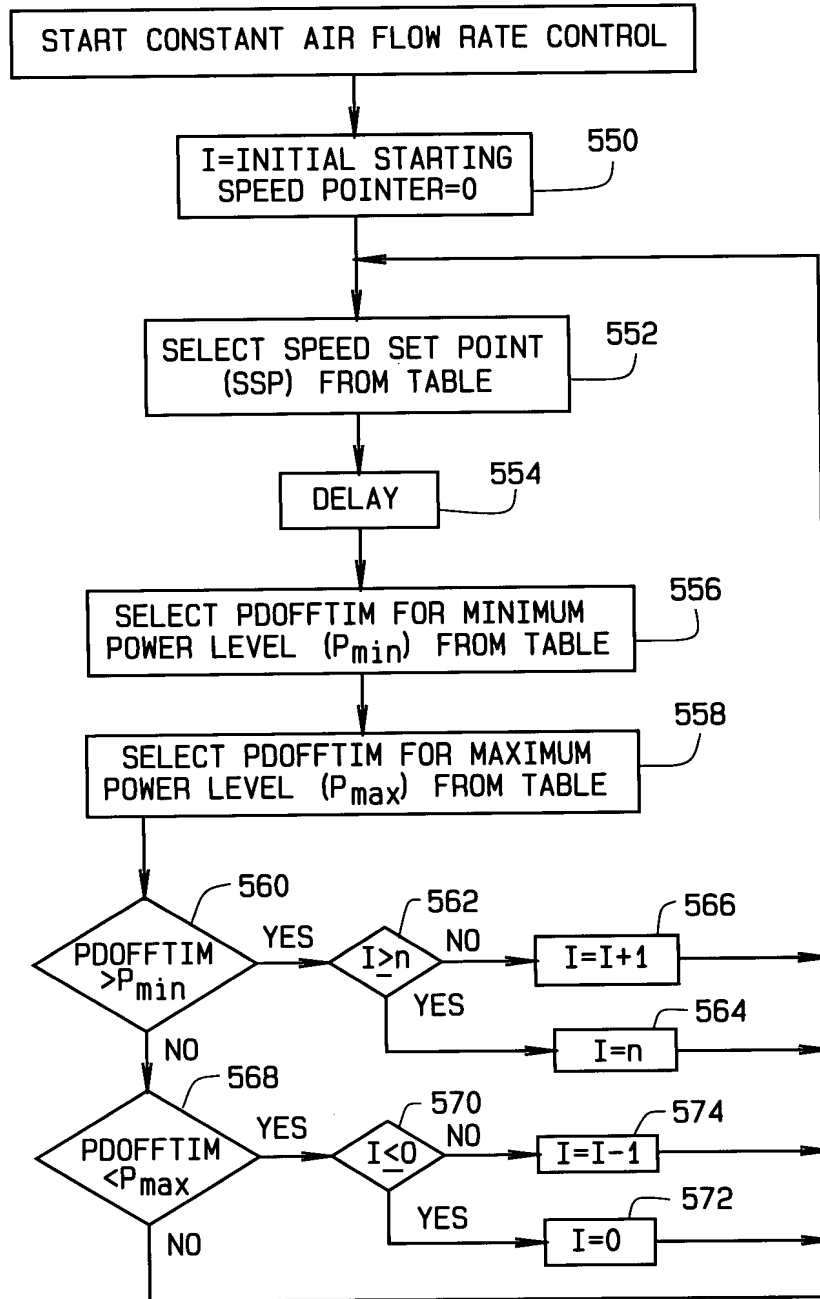 START CONSTANT AIR FLOW RATE CONTROL
I=INITIAL STARTING
SPEED POINTER=0
550
SELECT SPEED SET POINT
(SSP) FROM TABLE
552
DELAY
554
SELECT PDOFFTIM FOR MINIMUM
POWER LEVEL (Pmin) FROM TABLE
556
SELECT PDOFFTIM FOR MAXIMUM
POWER LEVEL (Pmax) FROM TABLE
558
PDOFFTIM
>Pmin
560
YES
NO
I≥n
562
NO
YES
I=I+1
566
I=n
564
PDOFFTIM
<Pmax
568
YES
NO
I≤0
570
NO
YES
I=I-1
574
I=0
572